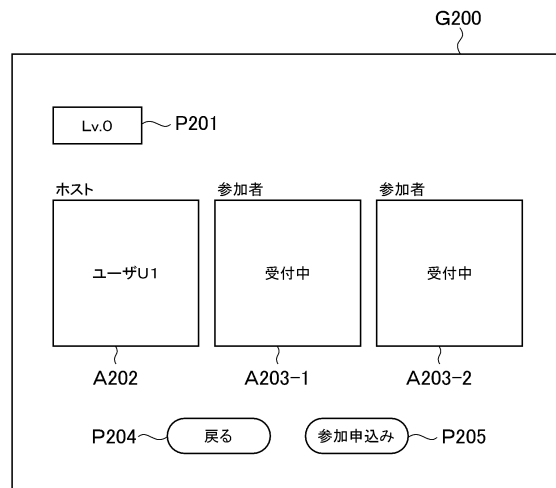 G200
Lv.0 P201
ホスト 参加者 参加者
ユーザU1 受付中 受付中
A202 A203-1 A203-2
P204 戻る 参加申込み P205